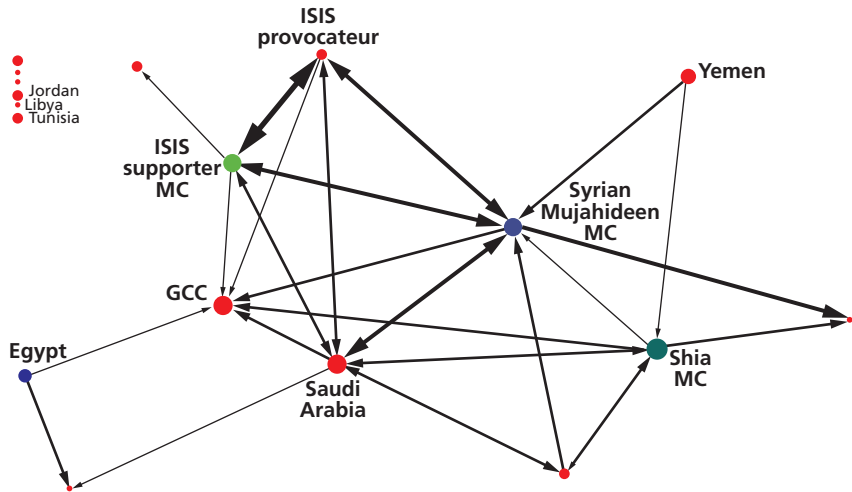 ISIS
provocateur
Yemen
Jordan
Libya
Tunisia
ISIS
supporter
MC
Syrian
Mujahideen
MC
GCC
Egypt
Shia
MC
Saudi
Arabia